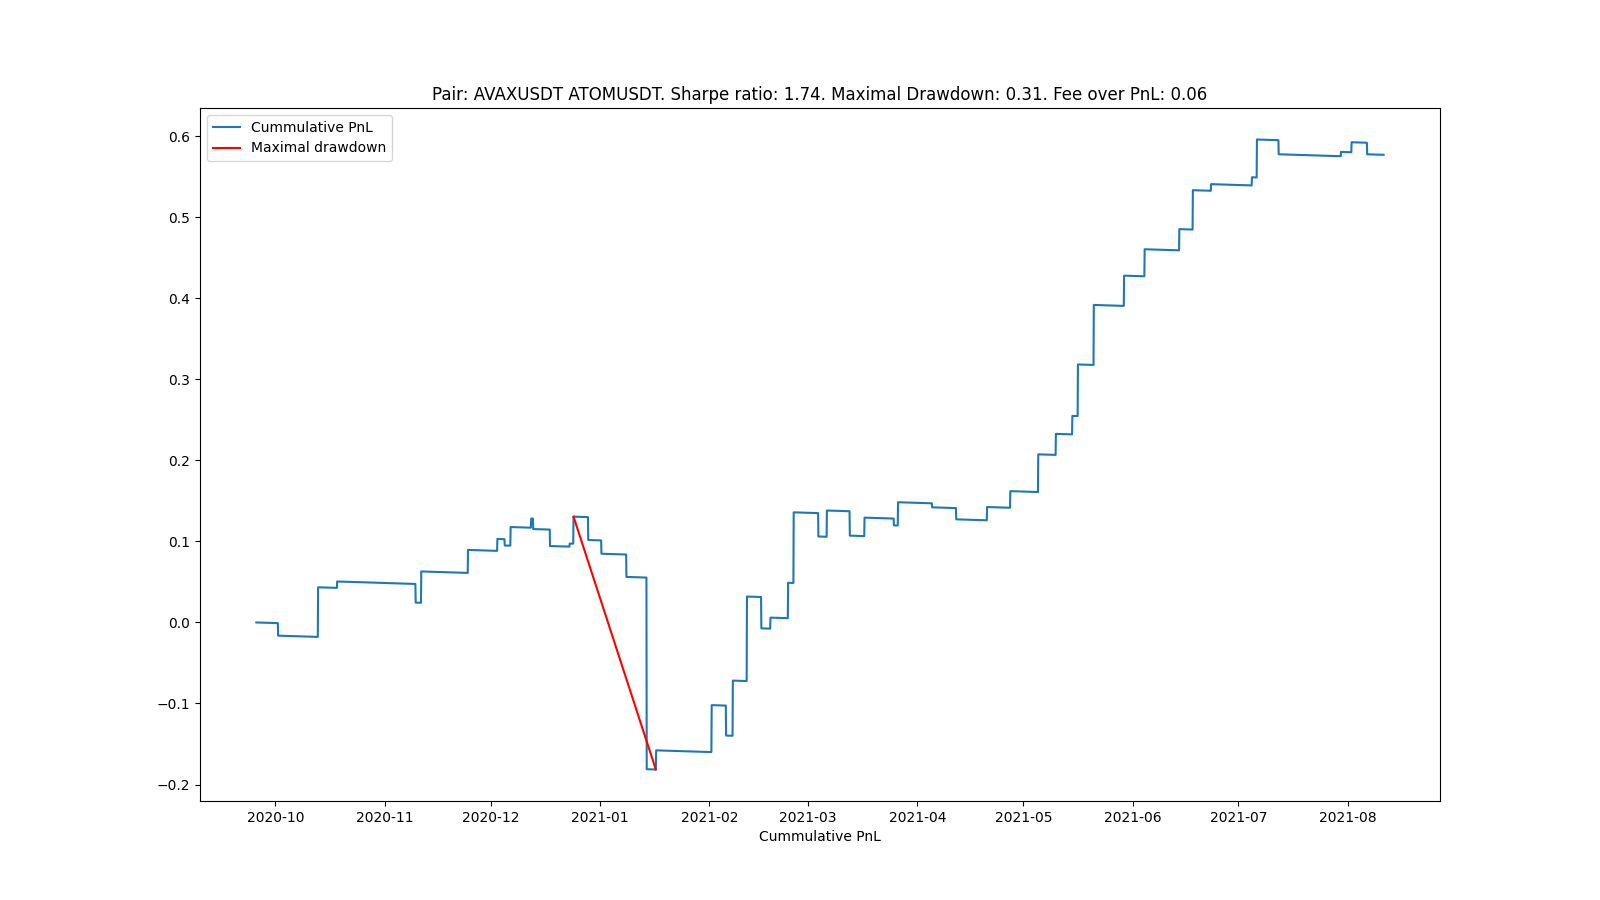 Pair: AVAXUSDT ATOMUSDT. Sharpe ratio: 1.74. Maximal Drawdown: 0.31. Fee over PnL: 0.06
Cummulative PnL
Maximal drawdown
0.6
0.5
0.4
0.3
0.2
0.1
0.0
−0.1
−0.2
2020-10 2020-11 2020-12 2021-01 2021-02 2021-03 2021-04 2021-05 2021-06 2021-07 2021-08
Cummulative PnL